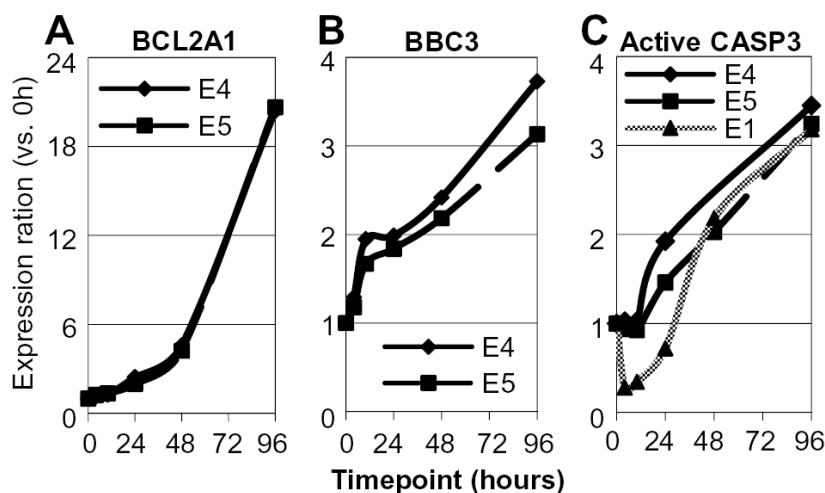 A BCL2A1
B BBC3
C Active CASP3
Expression ration (vs. 0h)
24
18
12
6
0
E4
E5
0 24 48 72 96
4
3
2
1
0
E4
E5
0 24 48 72 96
4
3
2
1
0
E4
E5
E1
0 24 48 72 96
Timepoint (hours)